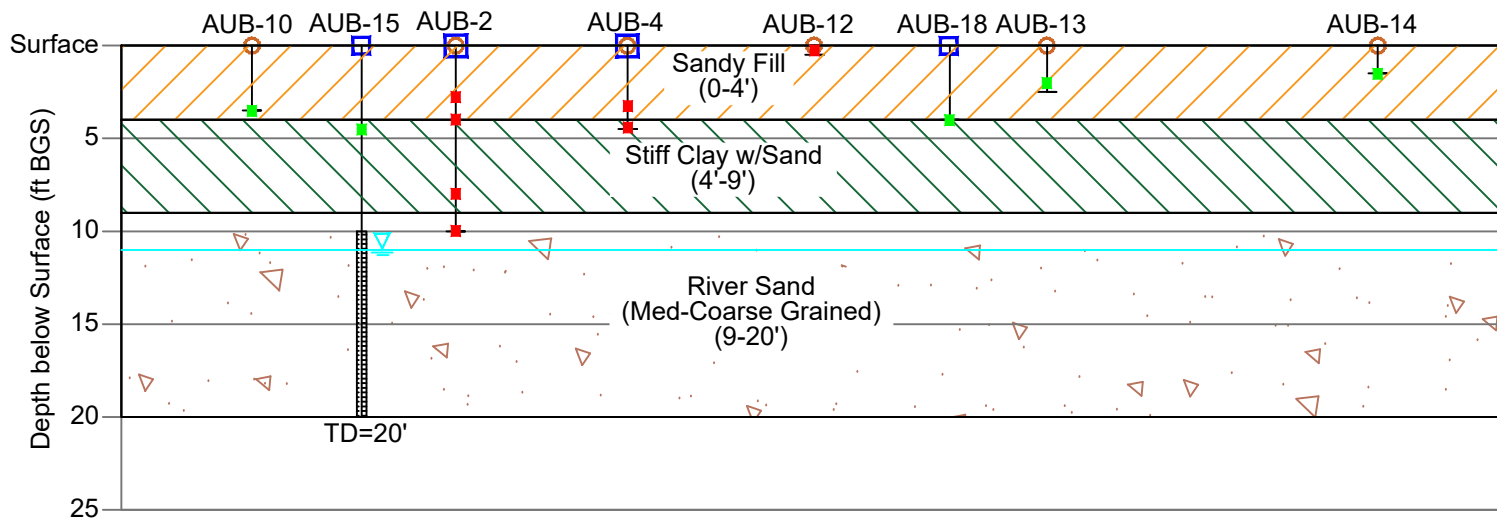 AUB-10
AUB-15
AUB-2
AUB-4
AUB-12
AUB-18
AUB-13
AUB-14
Surface
Sandy Fill
(0-4')
5
Stiff Clay w/Sand
(4'-9')
10
River Sand
(Med-Coarse Grained)
(9-20')
15
20
TD=20'
25
Depth below Surface (ft BGS)